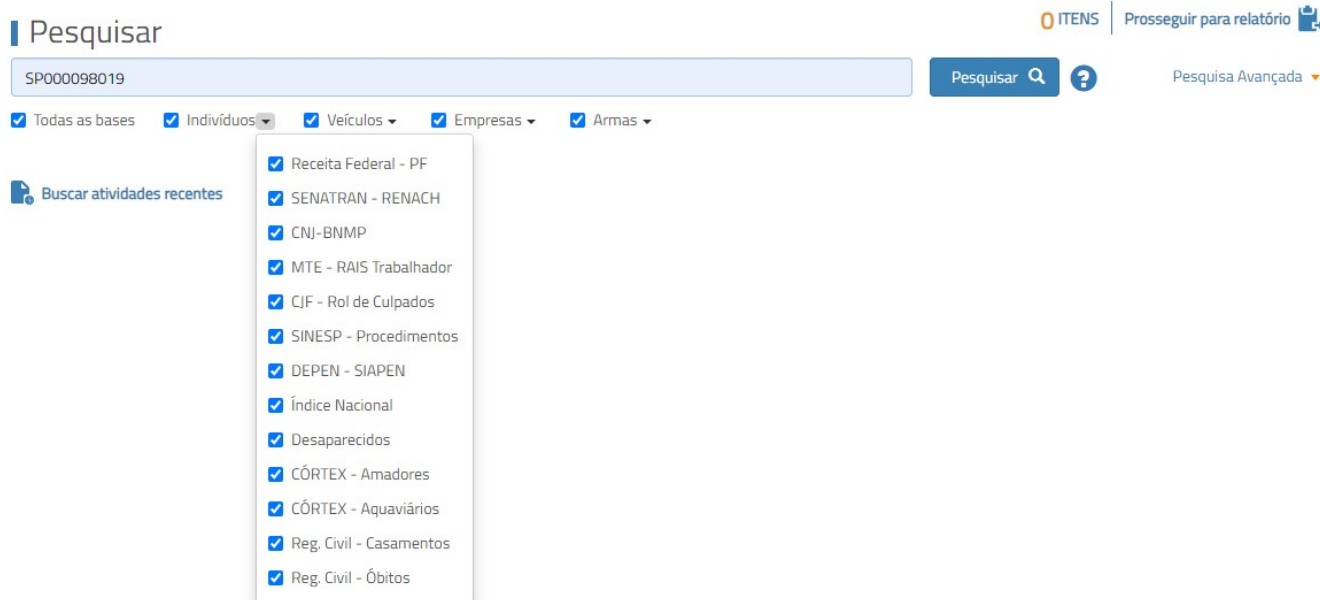 0 ITENS Prosseguir para relatório
Pesquisar
SP000098019 Pesquisar ? Pesquisa Avançada
Todas as bases Indivíduos Veículos Empresas Armas
Receita Federal - PF
Buscar atividades recentes
SENATRAN - RENACH
CNJ-BNMP
MTE - RAIS Trabalhador
CJF - Rol de Culpados
SINESP - Procedimentos
DEPEN - SIAPEN
Índice Nacional
Desaparecidos
CÓRTEX - Amadores
CÓRTEX - Aquaviários
Reg. Civil - Casamentos
Reg. Civil - Óbitos